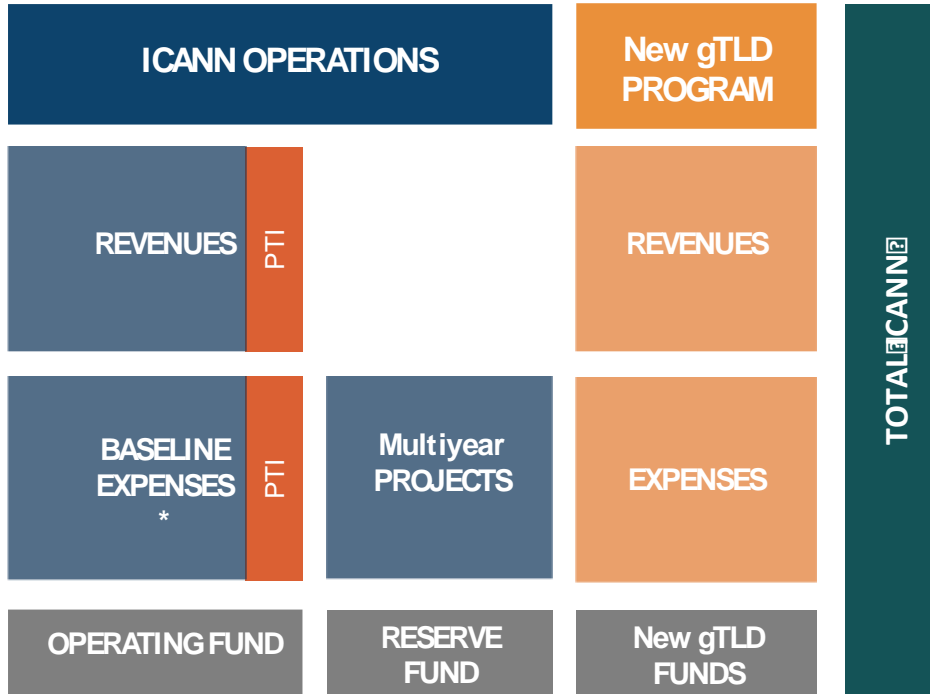 ICANN OPERATIONS
New gTLD
PROGRAM
REVENUES
PTI
REVENUES
BASELINE
EXPENSES
*
PTI
Multiyear
PROJECTS
EXPENSES
OPERATING FUND
RESERVE
FUND
New gTLD
FUNDS
TOTAL⍰ICANN⍰